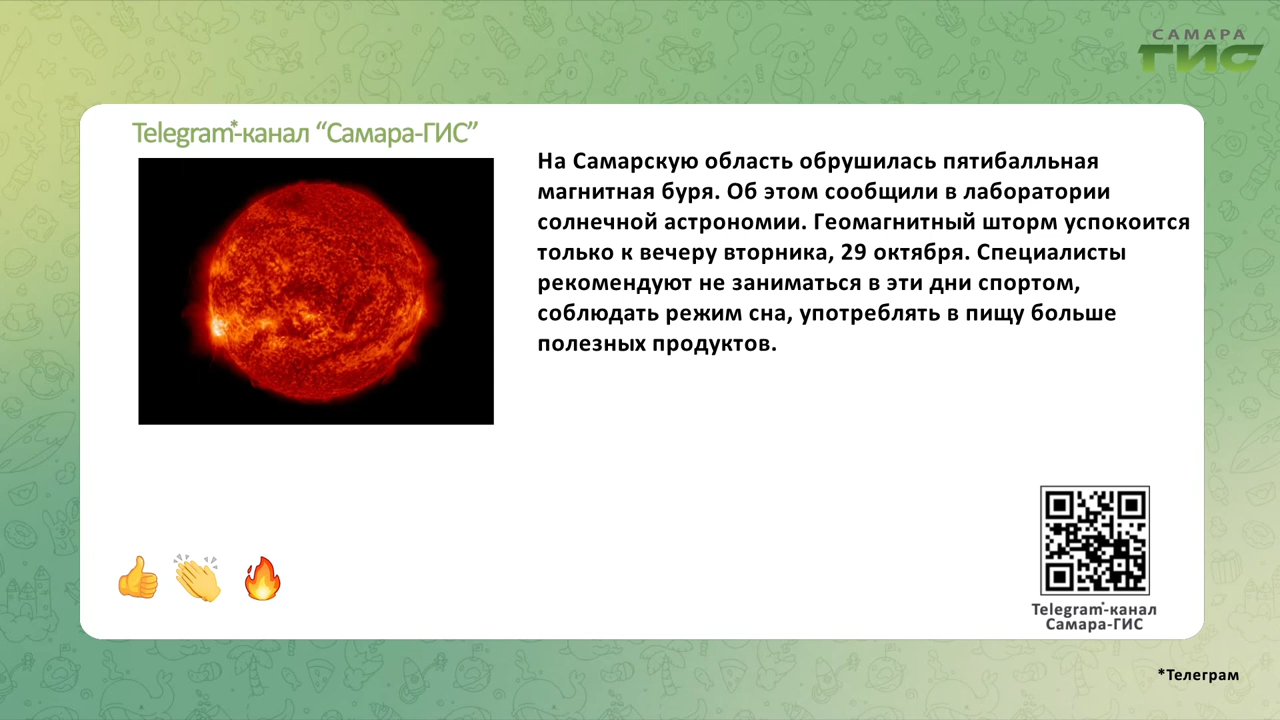 САМАРА
ГИС
Telegram*-канал “Самара-ГИС”
На Самарскую область обрушилась пятибалльная
магнитная буря. Об этом сообщили в лаборатории
солнечной астрономии. Геомагнитный шторм успокоится
только к вечеру вторника, 29 октября. Специалисты
рекомендуют не заниматься в эти дни спортом,
соблюдать режим сна, употреблять в пищу больше
полезных продуктов.
Telegram*-канал
Самара-ГИС
*Телеграм